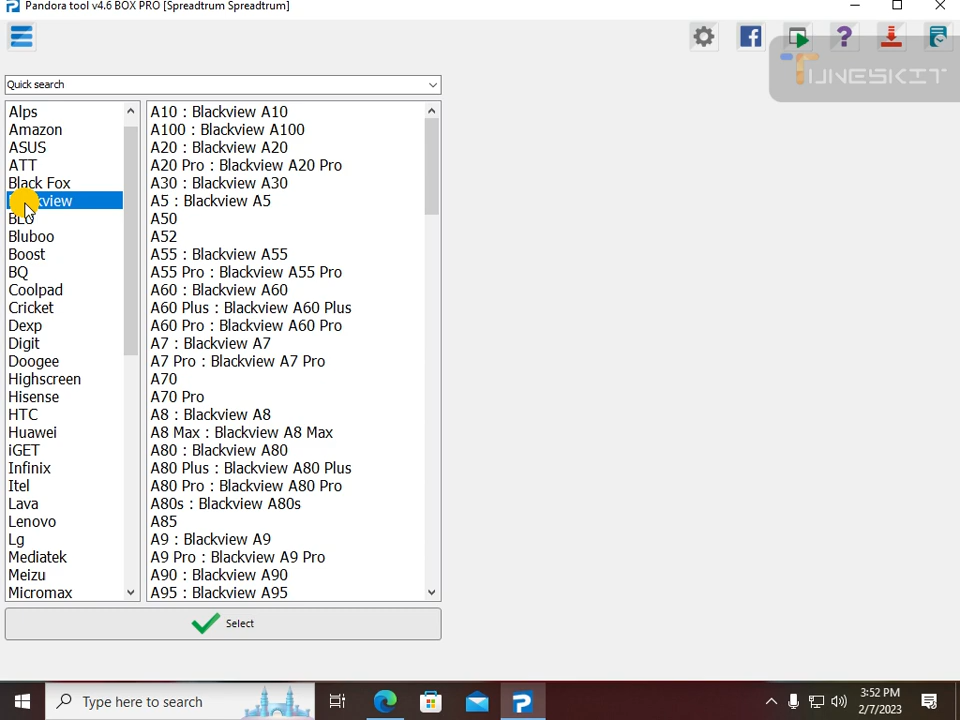 Pandora tool v4.6 BOX PRO [Spreadtrum Spreadtrum]
TUNESKIT
Quick search
Alps
Amazon
ASUS
ATT
Black Fox
kview
BLU
Bluboo
Boost
BQ
Coolpad
Cricket
Dexp
Digit
Doogee
Highscreen
Hisense
HTC
Huawei
iGET
Infinix
Itel
Lava
Lenovo
Lg
Mediatek
Meizu
Micromax
A10 : Blackview A10
A100 : Blackview A100
A20 : Blackview A20
A20 Pro : Blackview A20 Pro
A30 : Blackview A30
A5 : Blackview A5
A50
A52
A55 : Blackview A55
A55 Pro : Blackview A55 Pro
A60 : Blackview A60
A60 Plus : Blackview A60 Plus
A60 Pro : Blackview A60 Pro
A7 : Blackview A7
A7 Pro : Blackview A7 Pro
A70
A70 Pro
A8 : Blackview A8
A8 Max : Blackview A8 Max
A80 : Blackview A80
A80 Plus : Blackview A80 Plus
A80 Pro : Blackview A80 Pro
A80s : Blackview A80s
A85
A9 : Blackview A9
A9 Pro : Blackview A9 Pro
A90 : Blackview A90
A95 : Blackview A95
Select
Type here to search
3:52 PM
2/7/2023